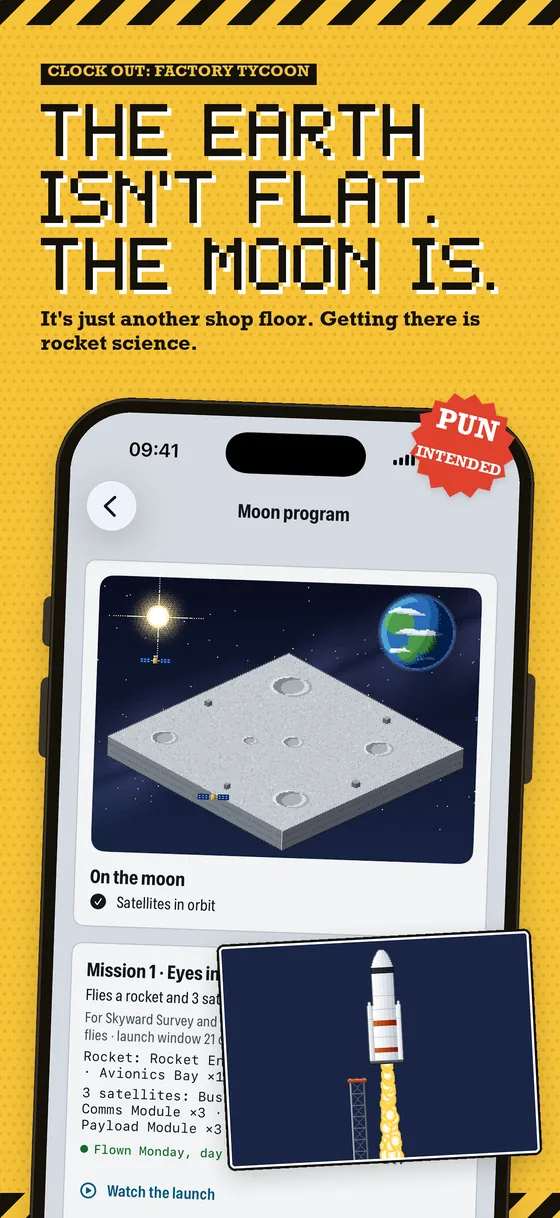 CLOCK OUT: FACTORY TYCOON
THE EARTH
ISN'T FLAT.
THE MOON IS.
It's just another shop floor. Getting there is
rocket science.
PUN
INTENDED
09:41
Moon program
On the moon
Satellites in orbit
Mission 1 · Eyes in
Flies a rocket and 3 sat
For Skyward Survey and
flies · launch window 21
Rocket: Rocket En
· Avionics Bay ×1
3 satellites: Bus
Comms Module ×3 ·
Payload Module ×3
Flown Monday, day
Watch the launch